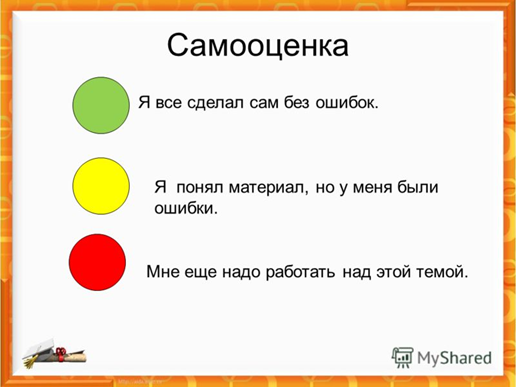 Самооценка
Я все сделал сам без ошибок.
Я понял материал, но у меня были
ошибки.
Мне еще надо работать над этой темой.
MyShared